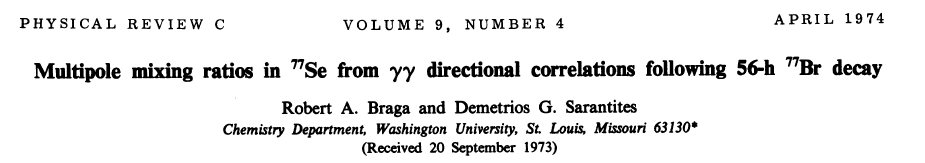 PHYSICAL REVIEW C VOLUME 9, NUMBER 4 APRIL 1974
Multipole mixing ratios in ⁷⁷Se from γγ directional correlations following 56-h ⁷⁷Br decay
Robert A. Braga and Demetrios G. Sarantites
Chemistry Department, Washington University, St. Louis, Missouri 63130*
(Received 20 September 1973)